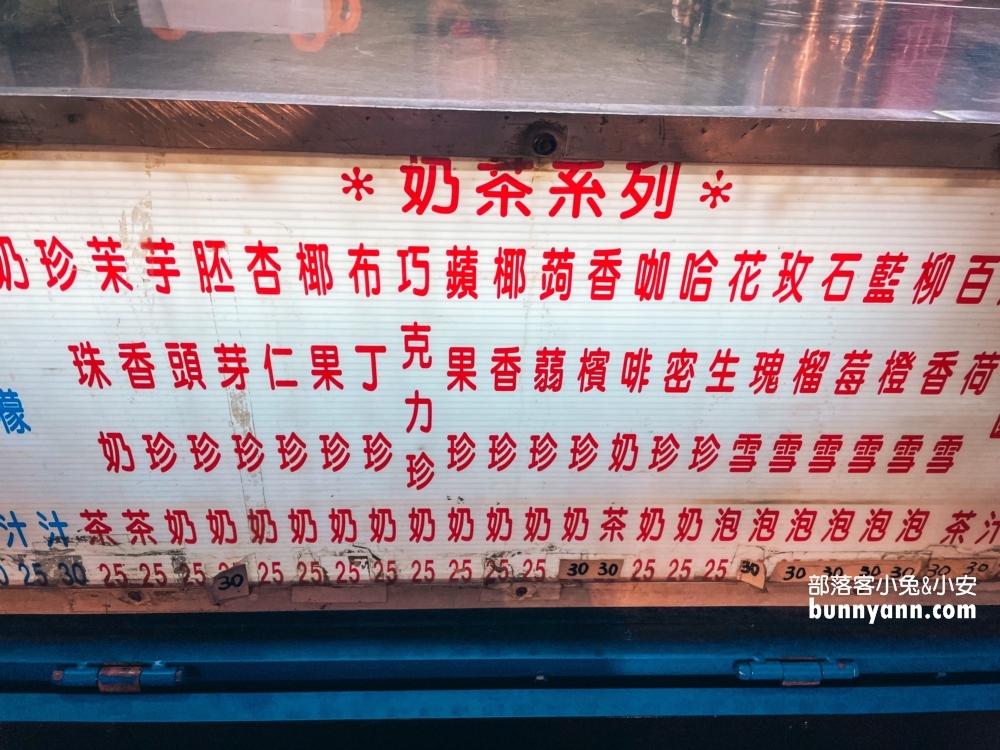 *奶茶系列*
汁 25
檬汁 30
奶茶 25
珍珠奶茶 25
茉香珍奶 25
芋頭珍奶 30
胚芽珍奶 25
杏仁珍奶 25
椰果珍奶 25
布丁珍奶 25
巧克力珍奶 25
蘋果珍奶 25
椰香珍奶 25
蒟蒻珍奶 25
香檳珍奶 30
咖啡奶茶 30
哈密珍奶 25
花生珍奶 25
玫瑰雪泡 25
石榴雪泡 30
藍莓雪泡 30
柳橙雪泡 30
百香雪泡 30
荷雪泡 30
茶 30
汁
部落客小兔&小安
bunnyann.com